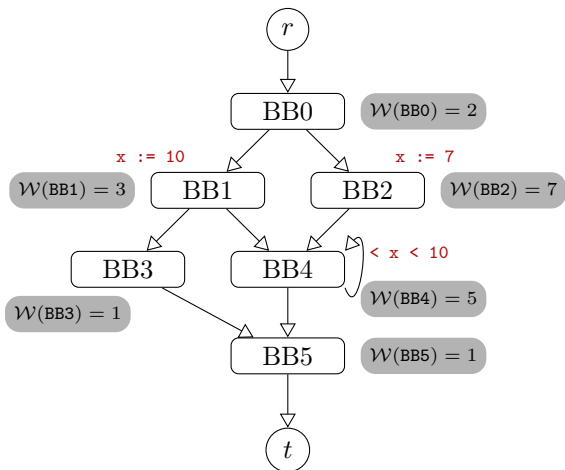 r
BB0
𝒲(BB0) = 2
x := 10
x := 7
𝒲(BB1) = 3
BB1
BB2
𝒲(BB2) = 7
< x < 10
BB3
BB4
𝒲(BB4) = 5
𝒲(BB3) = 1
BB5
𝒲(BB5) = 1
t